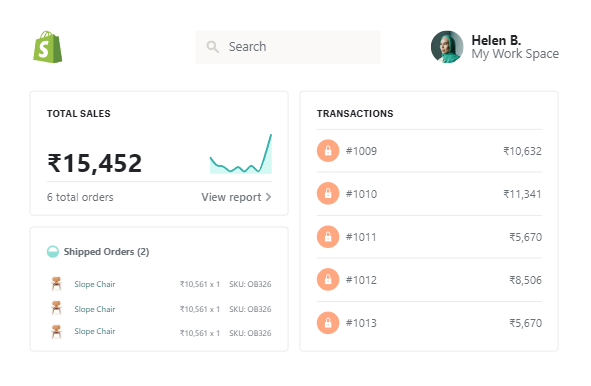 Search
Helen B.
My Work Space
TOTAL SALES
₹15,452
6 total orders
View report
Shipped Orders (2)
Slope Chair ₹10,561 x 1 SKU: OB326
Slope Chair ₹10,561 x 1 SKU: OB326
Slope Chair ₹10,561 x 1 SKU: OB326
TRANSACTIONS
#1009 ₹10,632
#1010 ₹11,341
#1011 ₹5,670
#1012 ₹8,506
#1013 ₹5,670